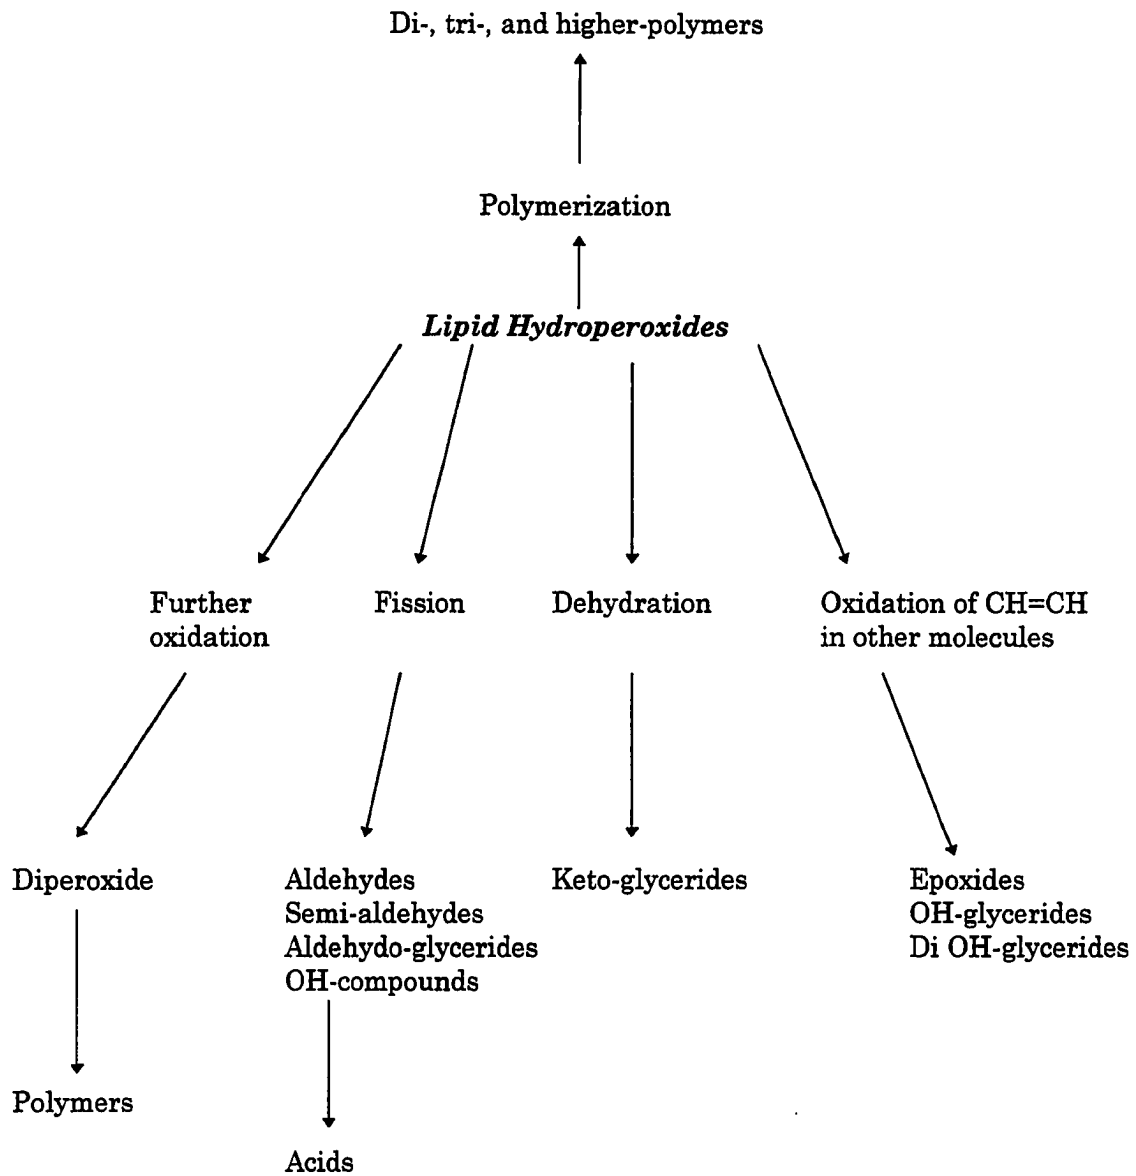 Di-, tri-, and higher-polymers
Polymerization
Lipid Hydroperoxides
Further
oxidation
Fission
Dehydration
Oxidation of CH=CH
in other molecules
Diperoxide
Aldehydes
Semi-aldehydes
Aldehydo-glycerides
OH-compounds
Keto-glycerides
Epoxides
OH-glycerides
Di OH-glycerides
Polymers
Acids